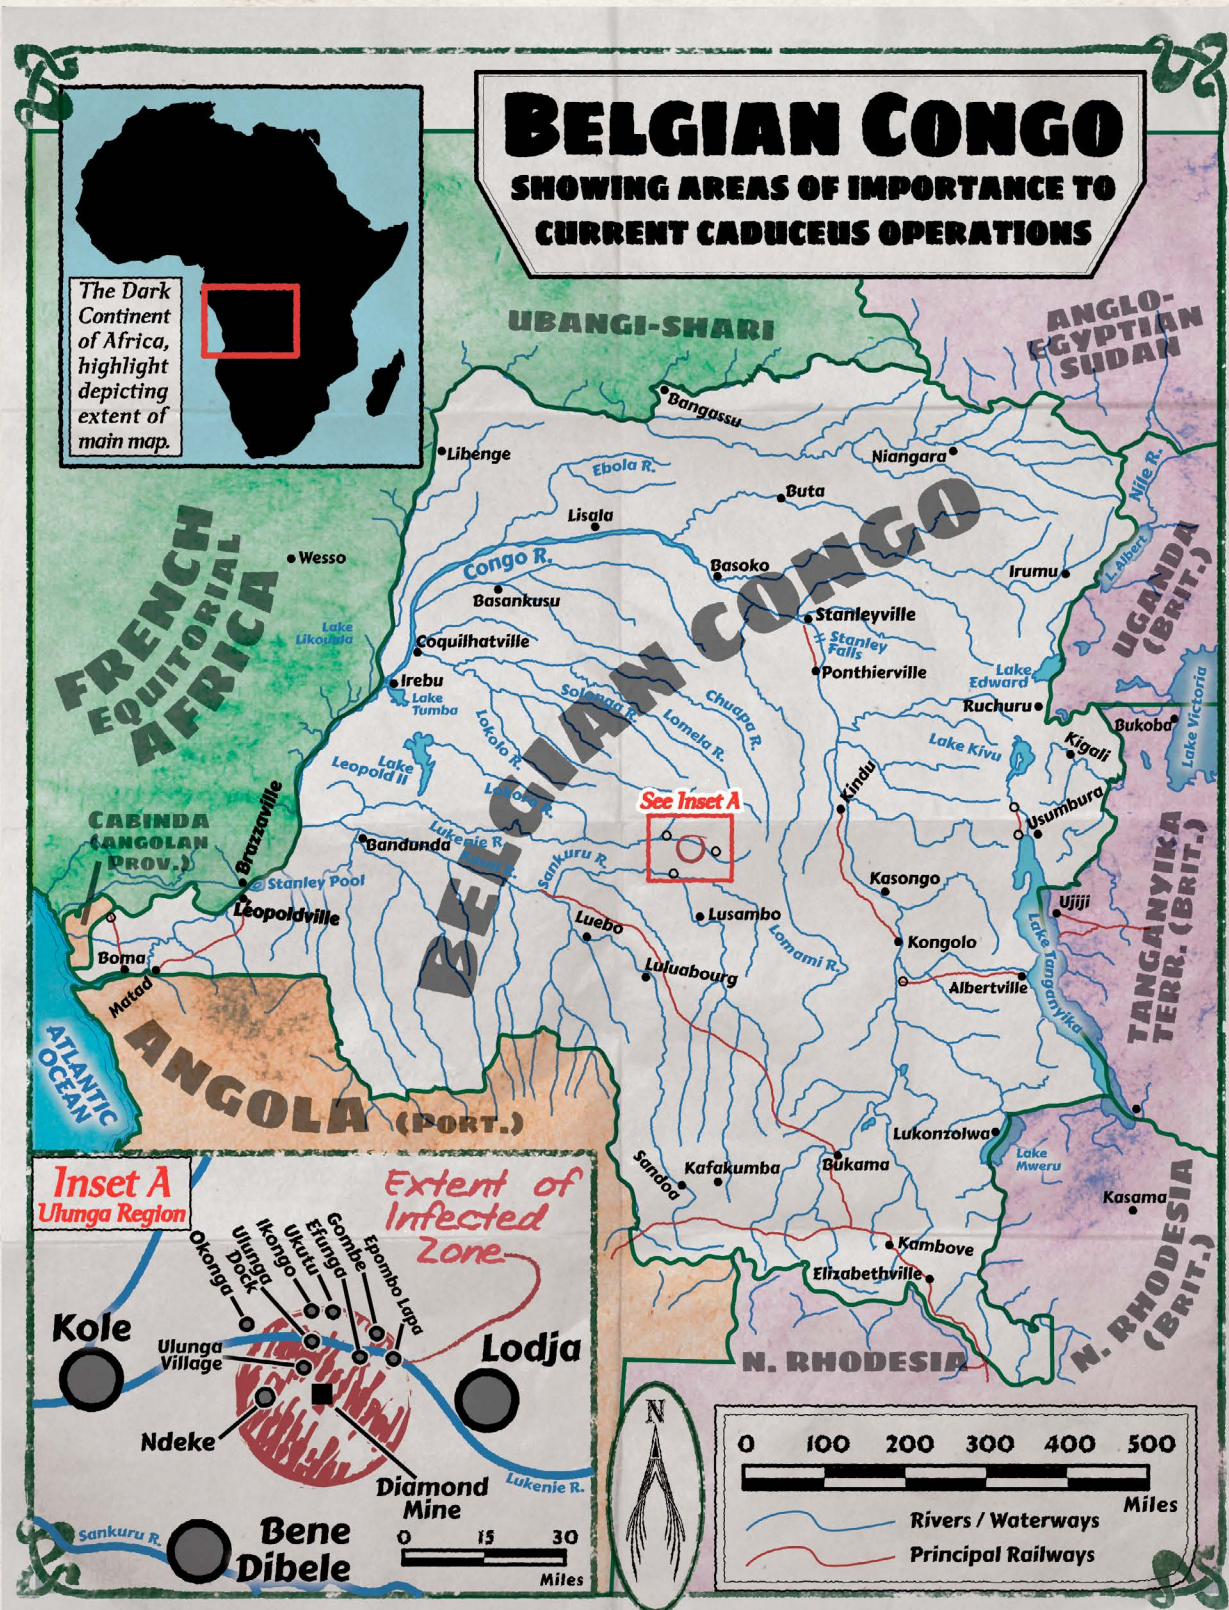 BELGIAN CONGO
SHOWING AREAS OF IMPORTANCE TO
CURRENT CADUCEUS OPERATIONS
The Dark
Continent
of Africa,
highlight
depicting
extent of
main map.
UBANGI-SHARI
ANGLO-
EGYPTIAN
SUDAN
Bangassu
Libenge
Niangara
Ebola R.
Nile R.
Buta
Lisala
FRENCH
EQUITORIAL
AFRICA
Wesso
Congo R.
Basoko
Irumu
L. Albert
UGANDA
(BRIT.)
Basankusu
BELGIAN CONGO
Stanleyville
Lake
Likouala
Coquilhatville
Stanley
Falls
Ponthierville
Irebu
Lake
Tumba
Lake
Edward
Ruchuru
Lake Victoria
Bukoba
Solonga R.
Chuapa R.
Lokolo R.
Lomela R.
Lake Kivu
Kigali
Lake
Leopold II
Lokoro R.
See Inset A
Kindu
Usumbura
CABINDA
(ANGOLAN
PROV.)
Brazzaville
Lukenie R.
Bandunda
Kasai R.
Sankuru R.
Stanley Pool
Leopoldville
Kasongo
Ujiji
TANGANYIKA
TERR. (BRIT.)
Luebo
Lusambo
Lomami R.
Kongolo
Lake Tanganyika
Boma
Matad
Luluabourg
Albertville
ATLANTIC
OCEAN
ANGOLA (PORT.)
Lukonzolwa
Lake
Mweru
Sandoa
Kafakumba
Bukama
Kasama
Kambove
Elizabethville
N. RHODESIA
(BRIT.)
N. RHODESIA
Inset A
Ulunga Region
Extent of
Infected
Zone
Okonga
Ulunga
Dock
Ikongo
Ukutu
Efunga
Gombe
Epombo Lapa
Kole
Ulunga
Village
Lodja
Ndeke
Diamond
Mine
Lukenie R.
Sankuru R.
Bene
Dibele
0 15 30
Miles
N
0 100 200 300 400 500
Miles
Rivers / Waterways
Principal Railways